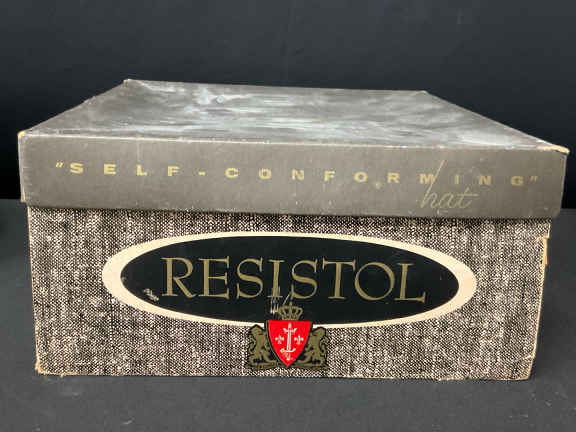 "SELF-CONFORMING"
hat
RESISTOL